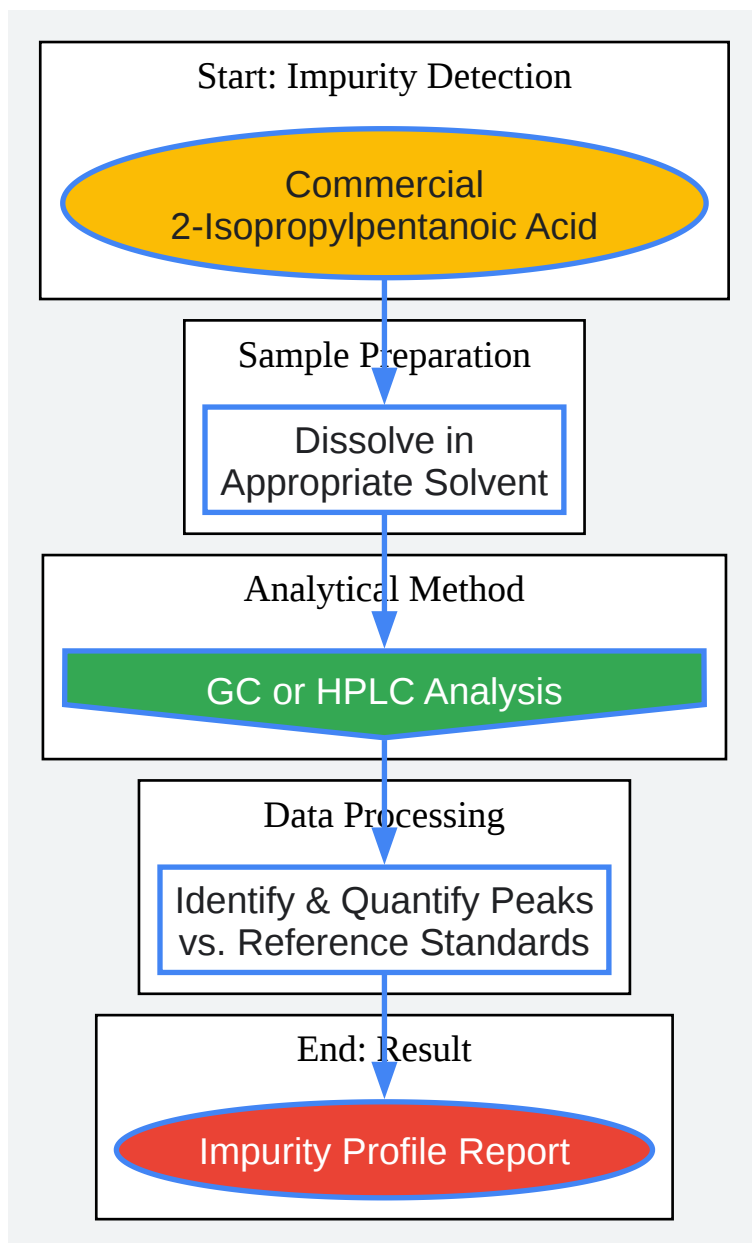 Start: Impurity Detection
Commercial
2-Isopropylpentanoic Acid
Sample Preparation
Dissolve in
Appropriate Solvent
Analytical Method
GC or HPLC Analysis
Data Processing
Identify & Quantify Peaks
vs. Reference Standards
End: Result
Impurity Profile Report